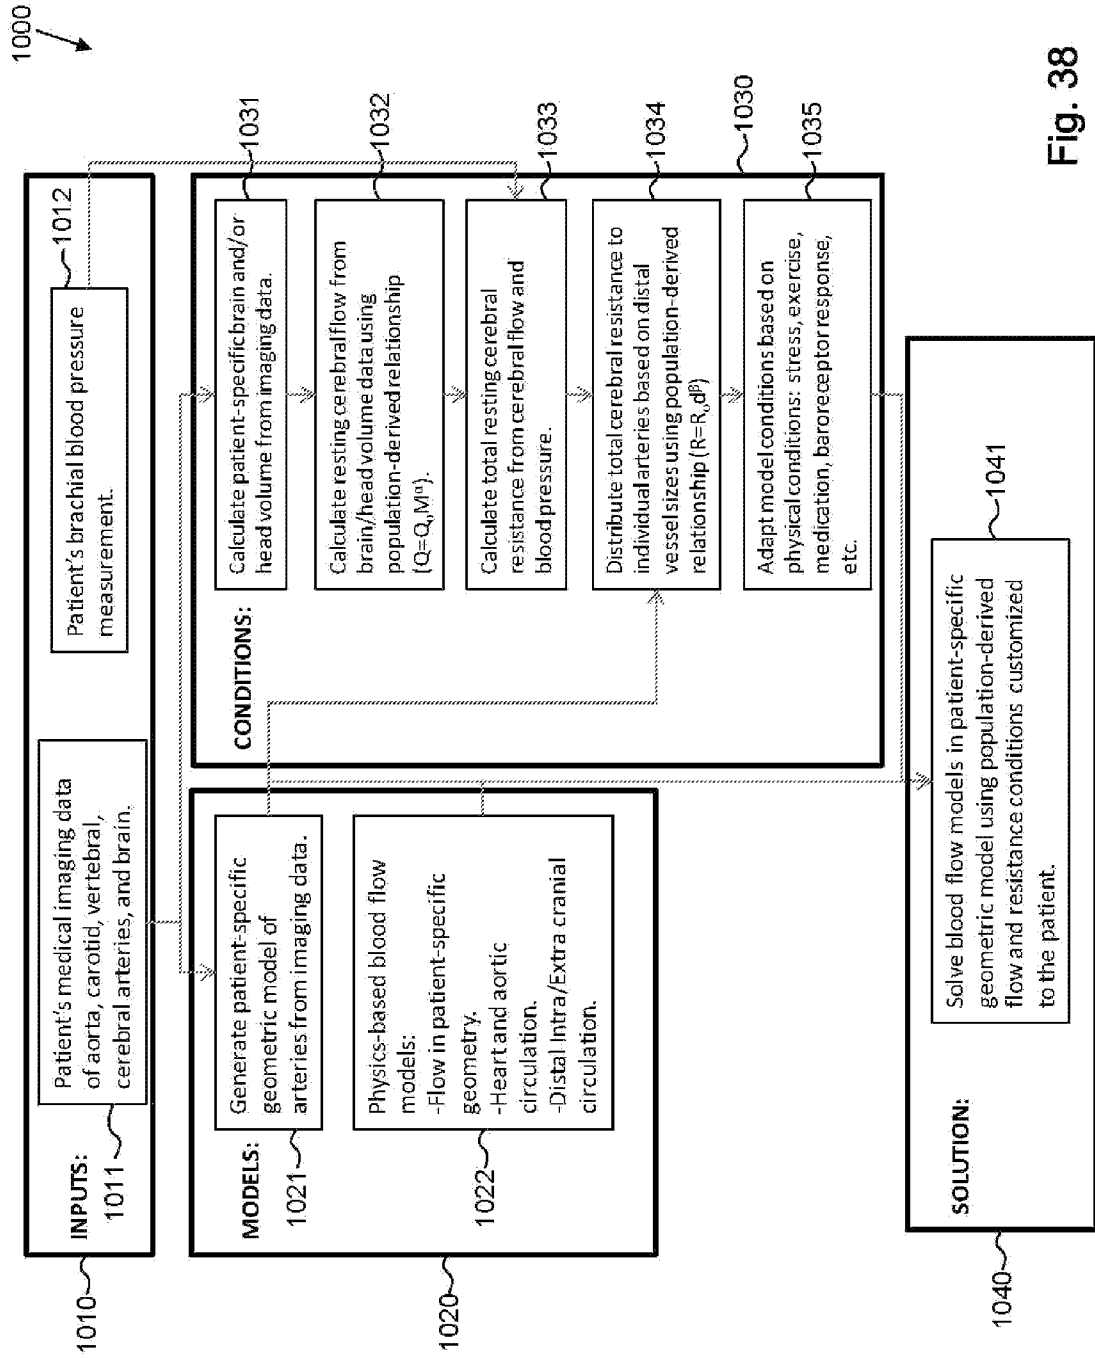 1000
1010
INPUTS:
1011
Patient's medical imaging data
of aorta, carotid, vertebral,
cerebral arteries, and brain.
1012
Patient's brachial blood pressure
measurement.
1020
MODELS:
1021
Generate patient-specific
geometric model of
arteries from imaging data.
1022
Physics-based blood flow
models:
-Flow in patient-specific
geometry.
-Heart and aortic
circulation.
-Distal Intra/Extra cranial
circulation.
CONDITIONS:
1030
1031
Calculate patient-specific brain and/or
head volume from imaging data.
1032
Calculate resting cerebral flow from
brain/head volume data using
population-derived relationship
(Q=QₒMᵅ).
1033
Calculate total resting cerebral
resistance from cerebral flow and
blood pressure.
1034
Distribute total cerebral resistance to
individual arteries based on distal
vessel sizes using population-derived
relationship (R=Rₒdᵝ)
1035
Adapt model conditions based on
physical conditions: stress, exercise,
medication, baroreceptor response,
etc.
1040
SOLUTION:
1041
Solve blood flow models in patient-specific
geometric model using population-derived
flow and resistance conditions customized
to the patient.
Fig. 38